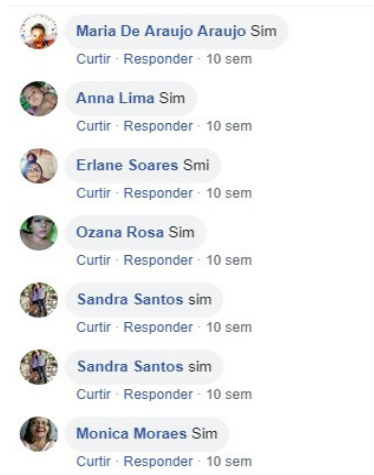 Maria De Araujo Araujo Sim
Curtir · Responder · 10 sem
Anna Lima Sim
Curtir · Responder · 10 sem
Erlane Soares Smi
Curtir · Responder · 10 sem
Ozana Rosa Sim
Curtir · Responder · 10 sem
Sandra Santos sim
Curtir · Responder · 10 sem
Sandra Santos sim
Curtir · Responder · 10 sem
Monica Moraes Sim
Curtir · Responder · 10 sem